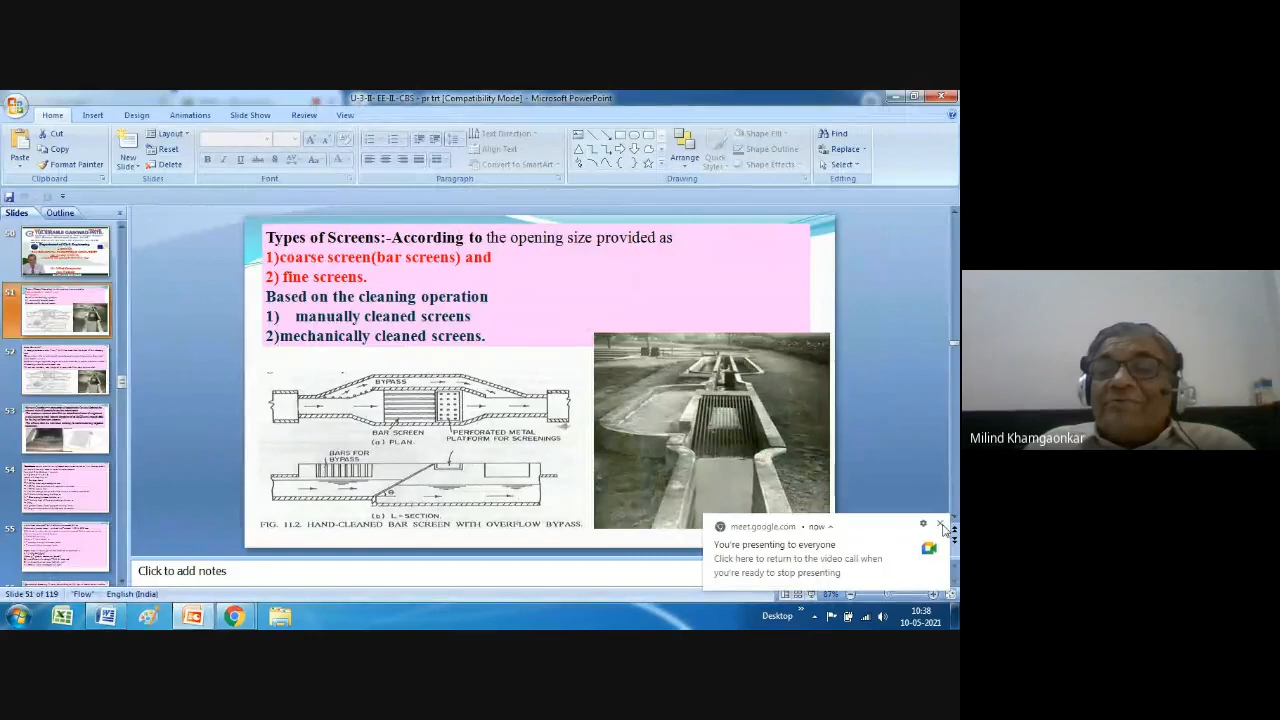 U-3-II- EE-II-CBS - pr trt [Compatibility Mode] - Microsoft PowerPoint
Home Insert Design Animations Slide Show Review View
Paste
Cut
Copy
Format Painter
Clipboard
New Slide
Layout
Reset
Delete
Slides
Font
Text Direction
Align Text
Convert to SmartArt
Paragraph
Arrange
Quick Styles
Shape Fill
Shape Outline
Shape Effects
Drawing
Find
Replace
Select
Editing
Slides Outline
50
51
52
53
54
55
Types of Screens:-According to the opening size provided as
1)coarse screen(bar screens) and
2) fine screens.
Based on the cleaning operation
1) manually cleaned screens
2)mechanically cleaned screens.
BYPASS
BAR SCREEN
PERFORATED METAL
PLATFORM FOR SCREENINGS
(a) PLAN.
BARS FOR
BYPASS
θ
(b) L-SECTION.
FIG. 11.2. HAND-CLEANED BAR SCREEN WITH OVERFLOW BYPASS.
meet.google.com • now
You're presenting to everyone
Click here to return to the video call when
you're ready to stop presenting
Click to add notes
Slide 51 of 119 "Flow" English (India)
87%
Desktop
10:38
10-05-2021
Milind Khamgaonkar